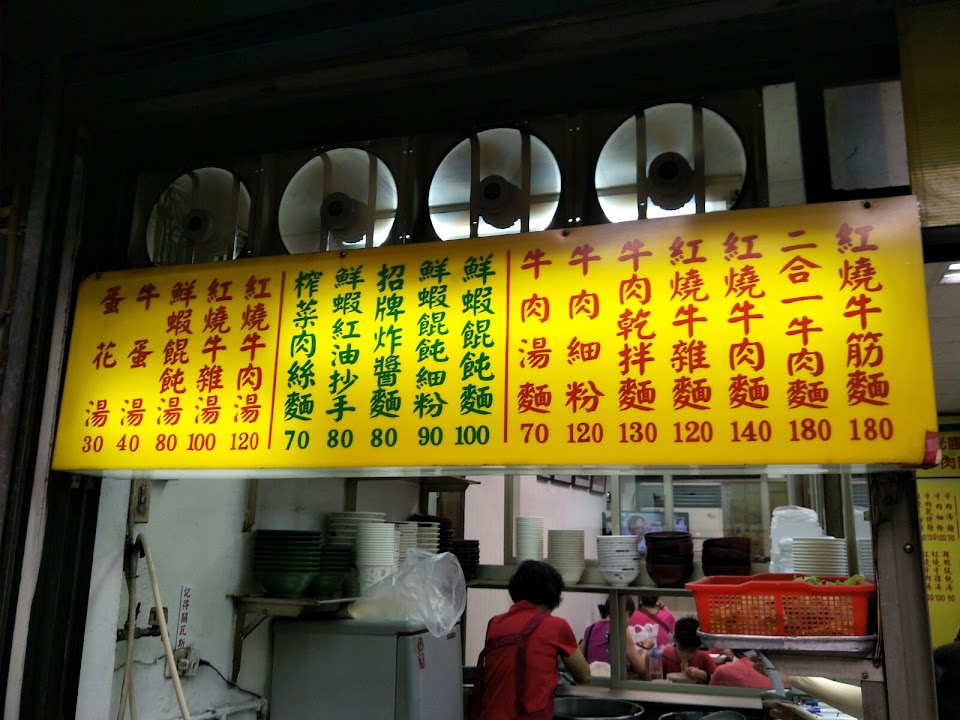 紅燒牛筋麵 180
二合一牛肉麵 180
紅燒牛肉麵 140
紅燒牛雜麵 120
牛肉乾拌麵 130
牛肉細粉 120
牛肉湯麵 70
鮮蝦餛飩麵 100
鮮蝦餛飩細粉 90
招牌炸醬麵 80
鮮蝦紅油抄手 80
榨菜肉絲麵 70
紅燒牛肉湯 120
紅燒牛雜湯 100
鮮蝦餛飩湯 80
牛蛋湯 40
蛋花湯 30
記得關瓦斯